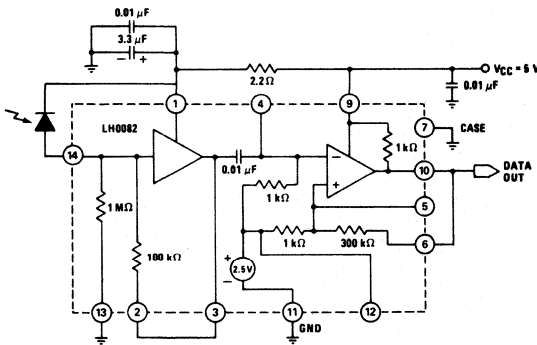 0.01 μF
3.3 μF
− +
2.2Ω
VCC = 5 V
0.01 μF
1
4
9
7
CASE
LH0082
1 kΩ
14
−
+
10
DATA
OUT
0.01 μF
1 kΩ
5
1 MΩ
1 kΩ
300 kΩ
6
100 kΩ
+
2.5V
−
13
2
3
11
12
GND